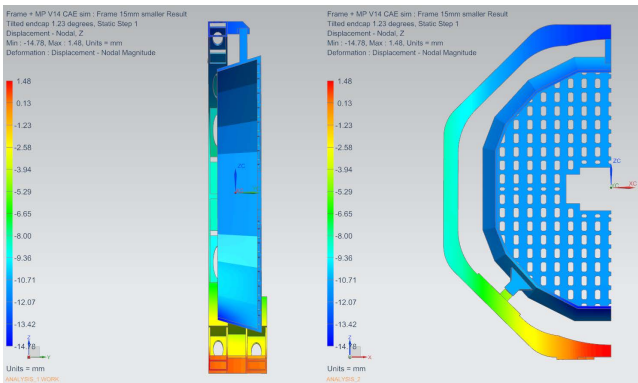 Frame + MP V14 CAE sim : Frame 15mm smaller Result
Tilted endcap 1.23 degrees, Static Step 1
Displacement - Nodal, Z
Min : -14.78, Max : 1.48, Units = mm
Deformation : Displacement - Nodal Magnitude
1.48
0.13
-1.23
-2.58
-3.94
-5.29
-6.65
-8.00
-9.36
-10.71
-12.07
-13.42
-14.78
ZC
Z
Y
Units = mm
ANALYSIS_1 WORK
Frame + MP V14 CAE sim : Frame 15mm smaller Result
Tilted endcap 1.23 degrees, Static Step 1
Displacement - Nodal, Z
Min : -14.78, Max : 1.48, Units = mm
Deformation : Displacement - Nodal Magnitude
1.48
0.13
-1.23
-2.58
-3.94
-5.29
-6.65
-8.00
-9.36
-10.71
-12.07
-13.42
-14.78
ZC
YC
XC
Z
X
Units = mm
ANALYSIS_2